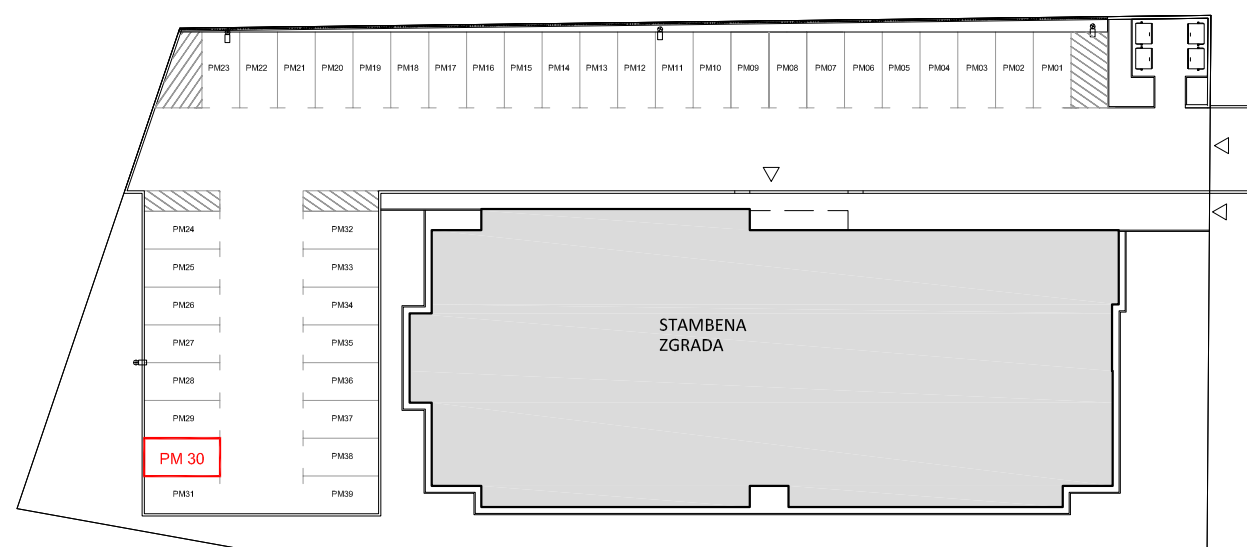 PM23 PM22 PM21 PM20 PM19 PM18 PM17 PM16 PM15 PM14 PM13 PM12 PM11 PM10 PM09 PM08 PM07 PM06 PM05 PM04 PM03 PM02 PM01
PM24 PM32
PM25 PM33
PM26 PM34
PM27 PM35
PM28 PM36
PM29 PM37
PM 30 PM38
PM31 PM39
STAMBENA
ZGRADA